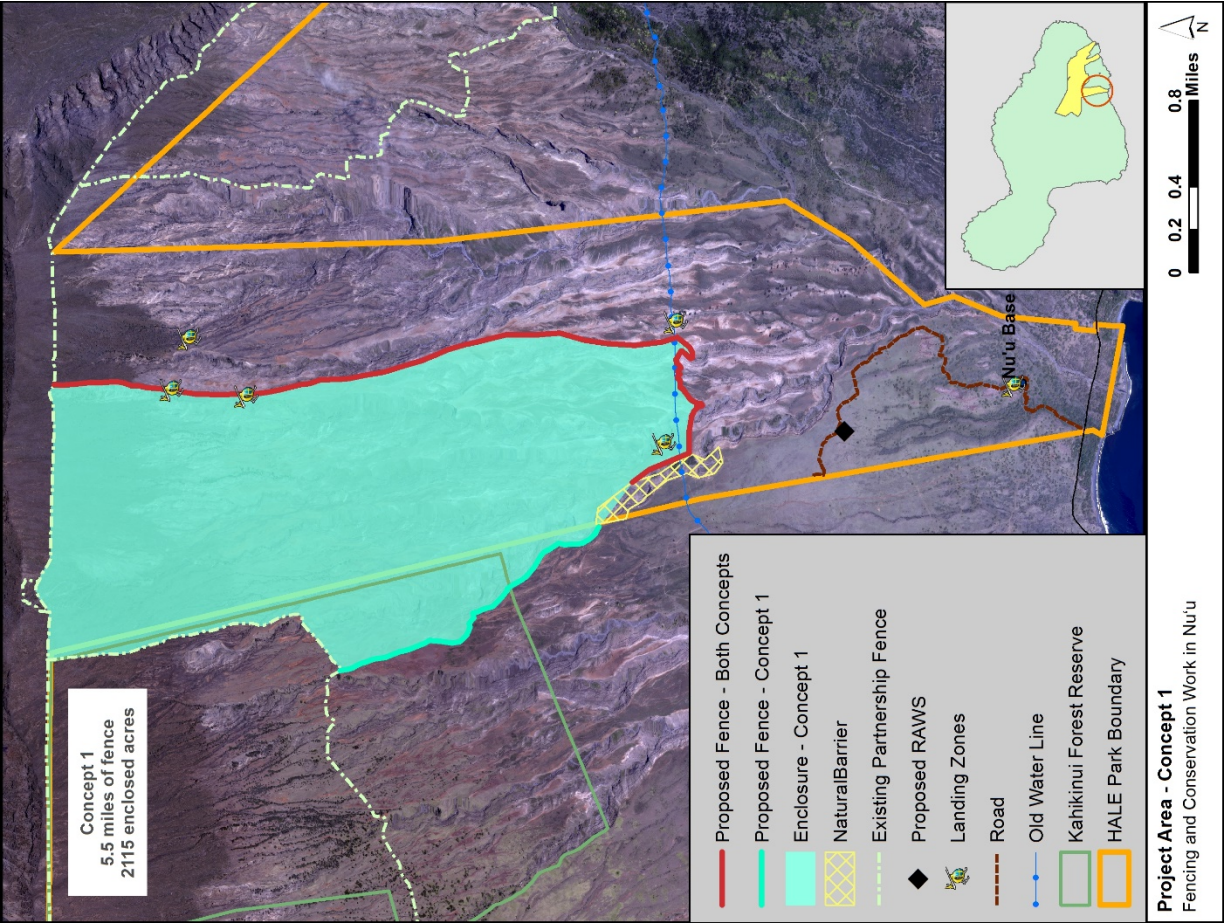 Concept 1
5.5 miles of fence
2115 enclosed acres
Nu'u Base
Proposed Fence - Both Concepts
Proposed Fence - Concept 1
Enclosure - Concept 1
NaturalBarrier
Existing Partnership Fence
Proposed RAWS
Landing Zones
Road
Old Water Line
Kahikinui Forest Reserve
HALE Park Boundary
Project Area - Concept 1
Fencing and Conservation Work in Nu'u
0 0.2 0.4 0.8
Miles
N